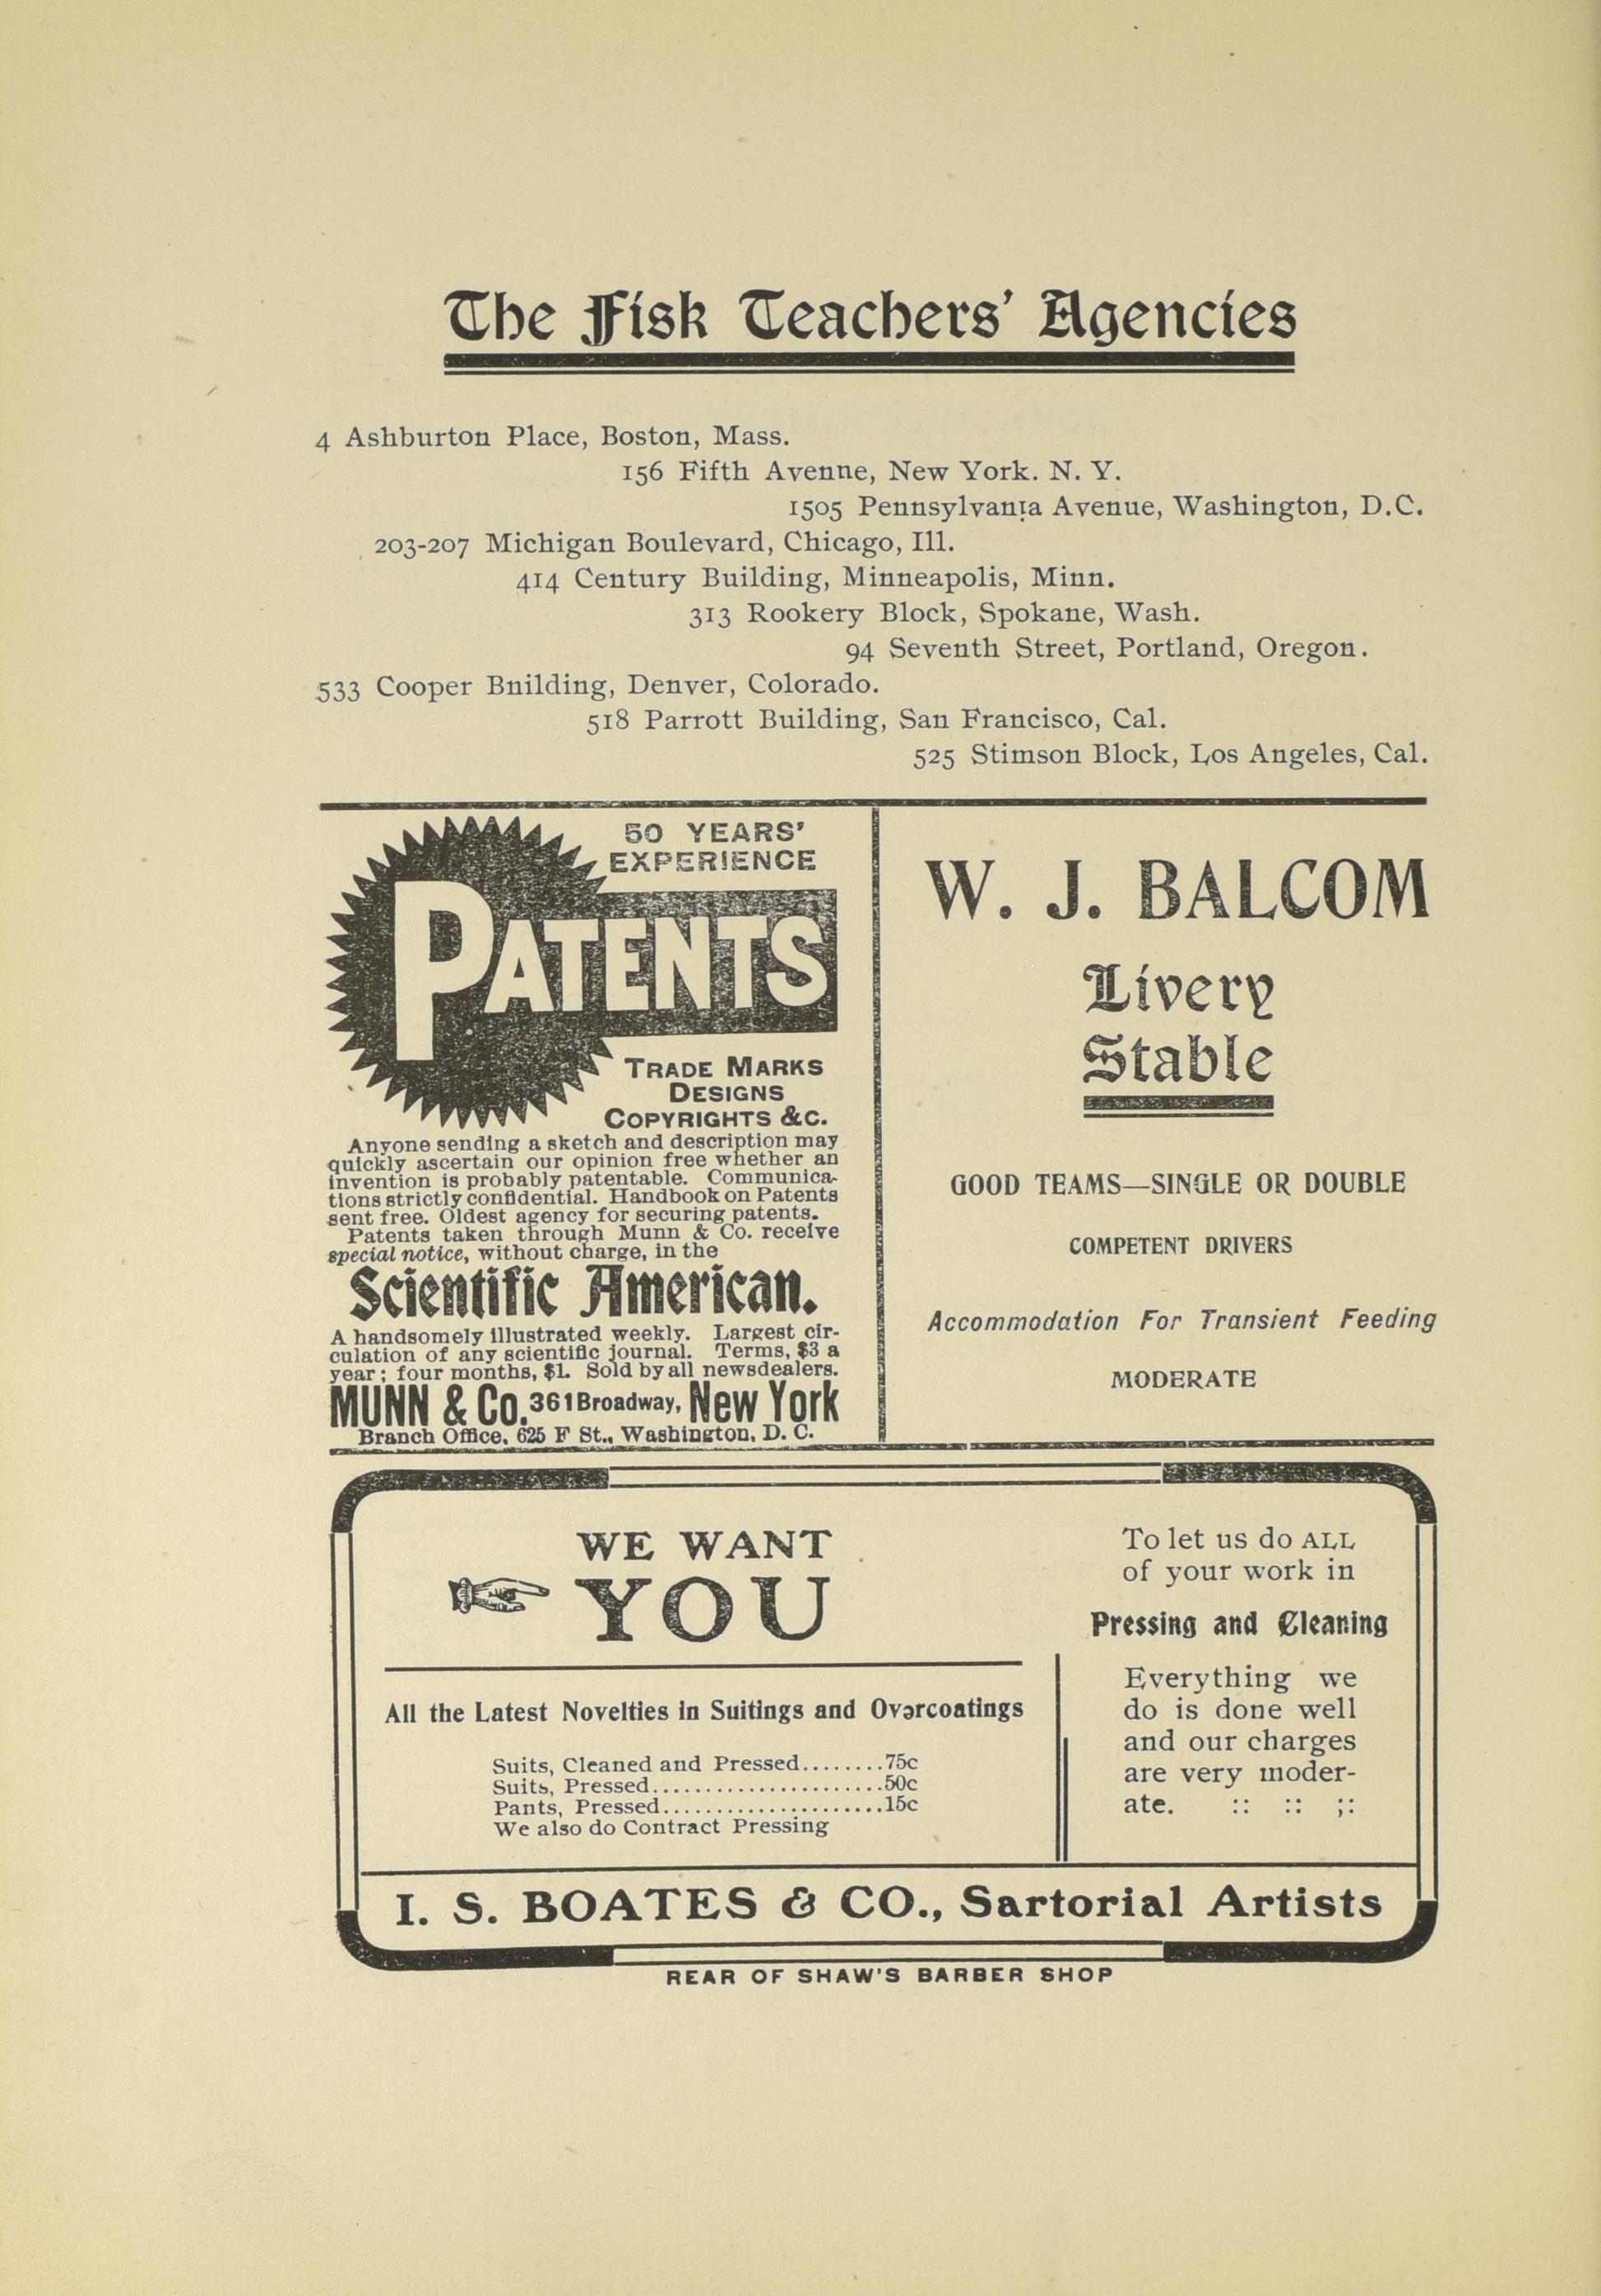 The Fisk Teachers' Agencies
4 Ashburton Place, Boston, Mass.
156 Fifth Avenne, New York. N. Y.
1505 Pennsylvania Avenue, Washington, D.C.
203-207 Michigan Boulevard, Chicago, Ill.
414 Century Building, Minneapolis, Minn.
313 Rookery Block, Spokane, Wash.
94 Seventh Street, Portland, Oregon.
533 Cooper Bnilding, Denver, Colorado.
518 Parrott Building, San Francisco, Cal.
525 Stimson Block, Los Angeles, Cal.
50 YEARS'
EXPERIENCE
PATENTS
TRADE MARKS
DESIGNS
COPYRIGHTS &C.
Anyone sending a sketch and description may
quickly ascertain our opinion free whether an
invention is probably patentable. Communica-
tions strictly confidential. Handbook on Patents
sent free. Oldest agency for securing patents.
Patents taken through Munn & Co. receive
special notice, without charge, in the
Scientific American.
A handsomely illustrated weekly. Largest cir-
culation of any scientific journal. Terms, $3 a
year; four months, $1. Sold by all newsdealers.
MUNN & Co. 361 Broadway, New York
Branch Office, 625 F St., Washington, D. C.
W. J. BALCOM
Livery
Stable
GOOD TEAMS—SINGLE OR DOUBLE
COMPETENT DRIVERS
Accommodation For Transient Feeding
MODERATE
WE WANT
YOU
All the Latest Novelties in Suitings and Overcoatings
Suits, Cleaned and Pressed........75c
Suits, Pressed......................50c
Pants, Pressed.....................15c
We also do Contract Pressing
To let us do ALL
of your work in
Pressing and Cleaning
Everything we
do is done well
and our charges
are very moder-
ate. :: :: ;:
I. S. BOATES & CO., Sartorial Artists
REAR OF SHAW'S BARBER SHOP